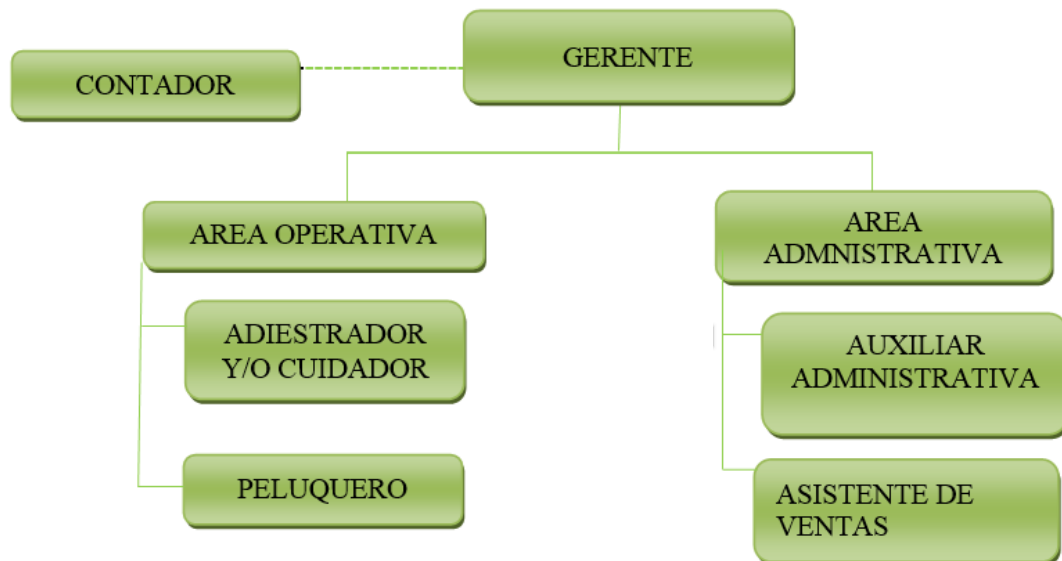 GERENTE
CONTADOR
AREA OPERATIVA
AREA
ADMNISTRATIVA
ADIESTRADOR
Y/O CUIDADOR
AUXILIAR
ADMINISTRATIVA
PELUQUERO
ASISTENTE DE
VENTAS